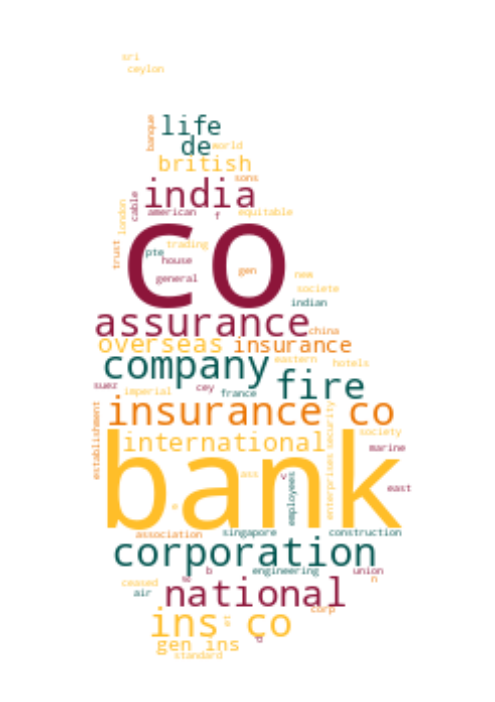 sri
ceylon
banque
life
de
world
british
sons
cable
india
london
american
f
equitable
co
trust
pte
trading
house
gen
general
new
societe
indian
assurance
china
overseas
insurance
company
eastern
hotels
suez
imperial
cey
france
fire
insurance co
establishment
international
security
society
marine
bank
ass
v
employees
enterprises
east
e
association
singapore
construction
corporation
b
engineering
union
n
ceased
air
national
corp
ins co
gen ins
standard